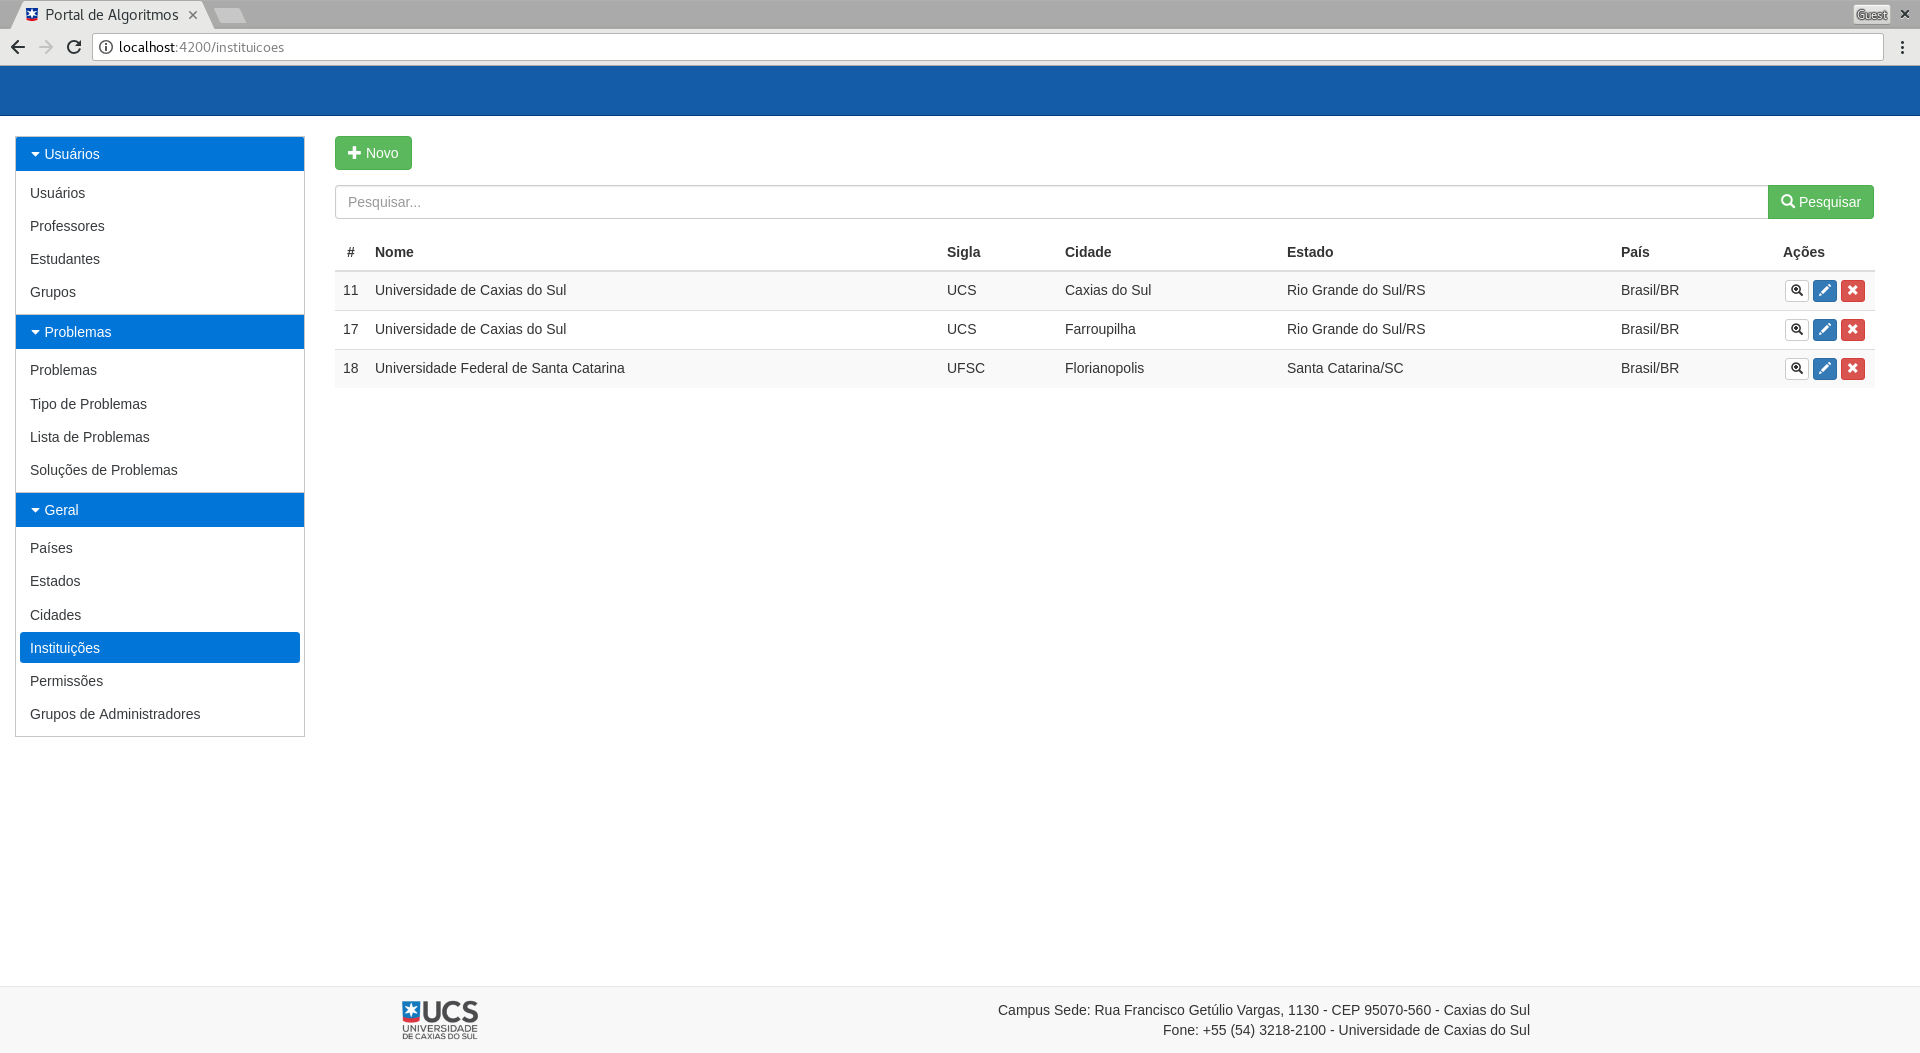 Portal de Algoritmos
Guest
localhost:4200/instituicoes
Usuários
Usuários
Professores
Estudantes
Grupos
Problemas
Problemas
Tipo de Problemas
Lista de Problemas
Soluções de Problemas
Geral
Países
Estados
Cidades
Instituições
Permissões
Grupos de Administradores
Novo
Pesquisar... Pesquisar
# Nome Sigla Cidade Estado País Ações
11 Universidade de Caxias do Sul UCS Caxias do Sul Rio Grande do Sul/RS Brasil/BR
17 Universidade de Caxias do Sul UCS Farroupilha Rio Grande do Sul/RS Brasil/BR
18 Universidade Federal de Santa Catarina UFSC Florianopolis Santa Catarina/SC Brasil/BR
UCS
UNIVERSIDADE
DE CAXIAS DO SUL
Campus Sede: Rua Francisco Getúlio Vargas, 1130 - CEP 95070-560 - Caxias do Sul
Fone: +55 (54) 3218-2100 - Universidade de Caxias do Sul